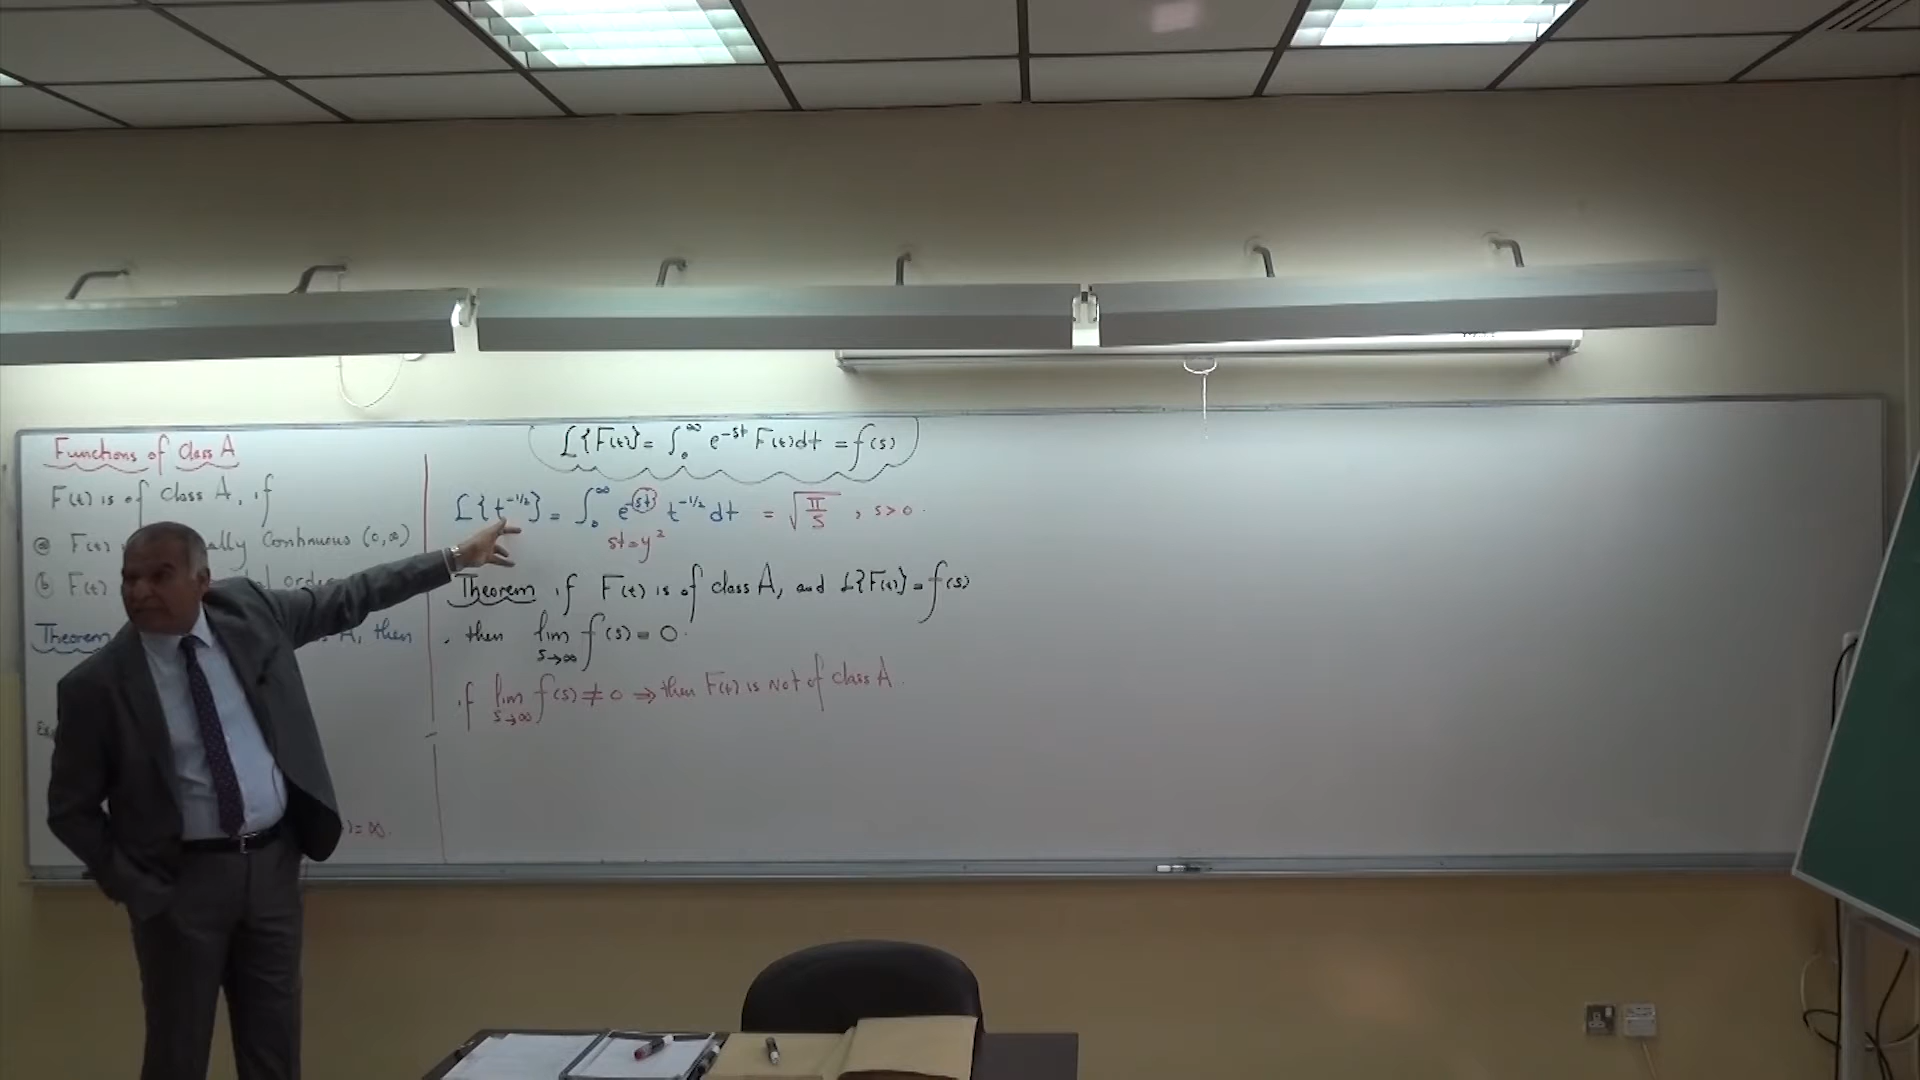 Functions of Class A
F(t) is of Class A, if
ⓐ F(t) ally Continuous (0,∞)
ⓑ F(t) order
Theorem A, then
Ex
)=∞.
L{F(t)} = ∫₀^∞ e^{-st} F(t)dt = f(s)
L{t^{-1/2}} = ∫₀^∞ e^{-st} t^{-1/2} dt = √(π/s) , s>0.
st=y²
Theorem if F(t) is of class A, and L{F(t)} = f(s)
, then lim_{s→∞} f(s) = 0.
if lim_{s→∞} f(s) ≠ 0 ⇒ then F(t) is Not of class A.